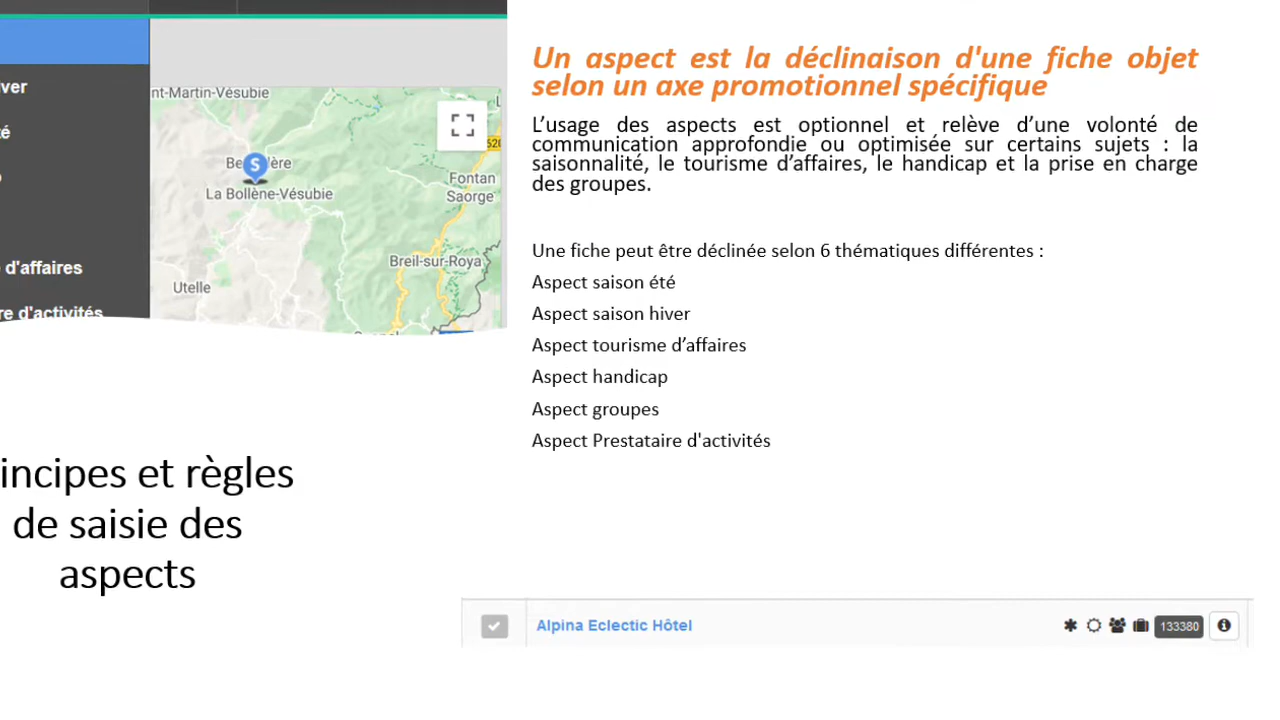 iver
té
d'affaires
re d'activités
nt-Martin-Vésubie
La Bollène-Vésubie
Fontan
Saorge
Breil-sur-Roya
Utelle
S
Un aspect est la déclinaison d'une fiche objet
selon un axe promotionnel spécifique
L’usage des aspects est optionnel et relève d’une volonté de
communication approfondie ou optimisée sur certains sujets : la
saisonnalité, le tourisme d’affaires, le handicap et la prise en charge
des groupes.
Une fiche peut être déclinée selon 6 thématiques différentes :
Aspect saison été
Aspect saison hiver
Aspect tourisme d’affaires
Aspect handicap
Aspect groupes
Aspect Prestataire d'activités
incipes et règles
de saisie des
aspects
Alpina Eclectic Hôtel
133380